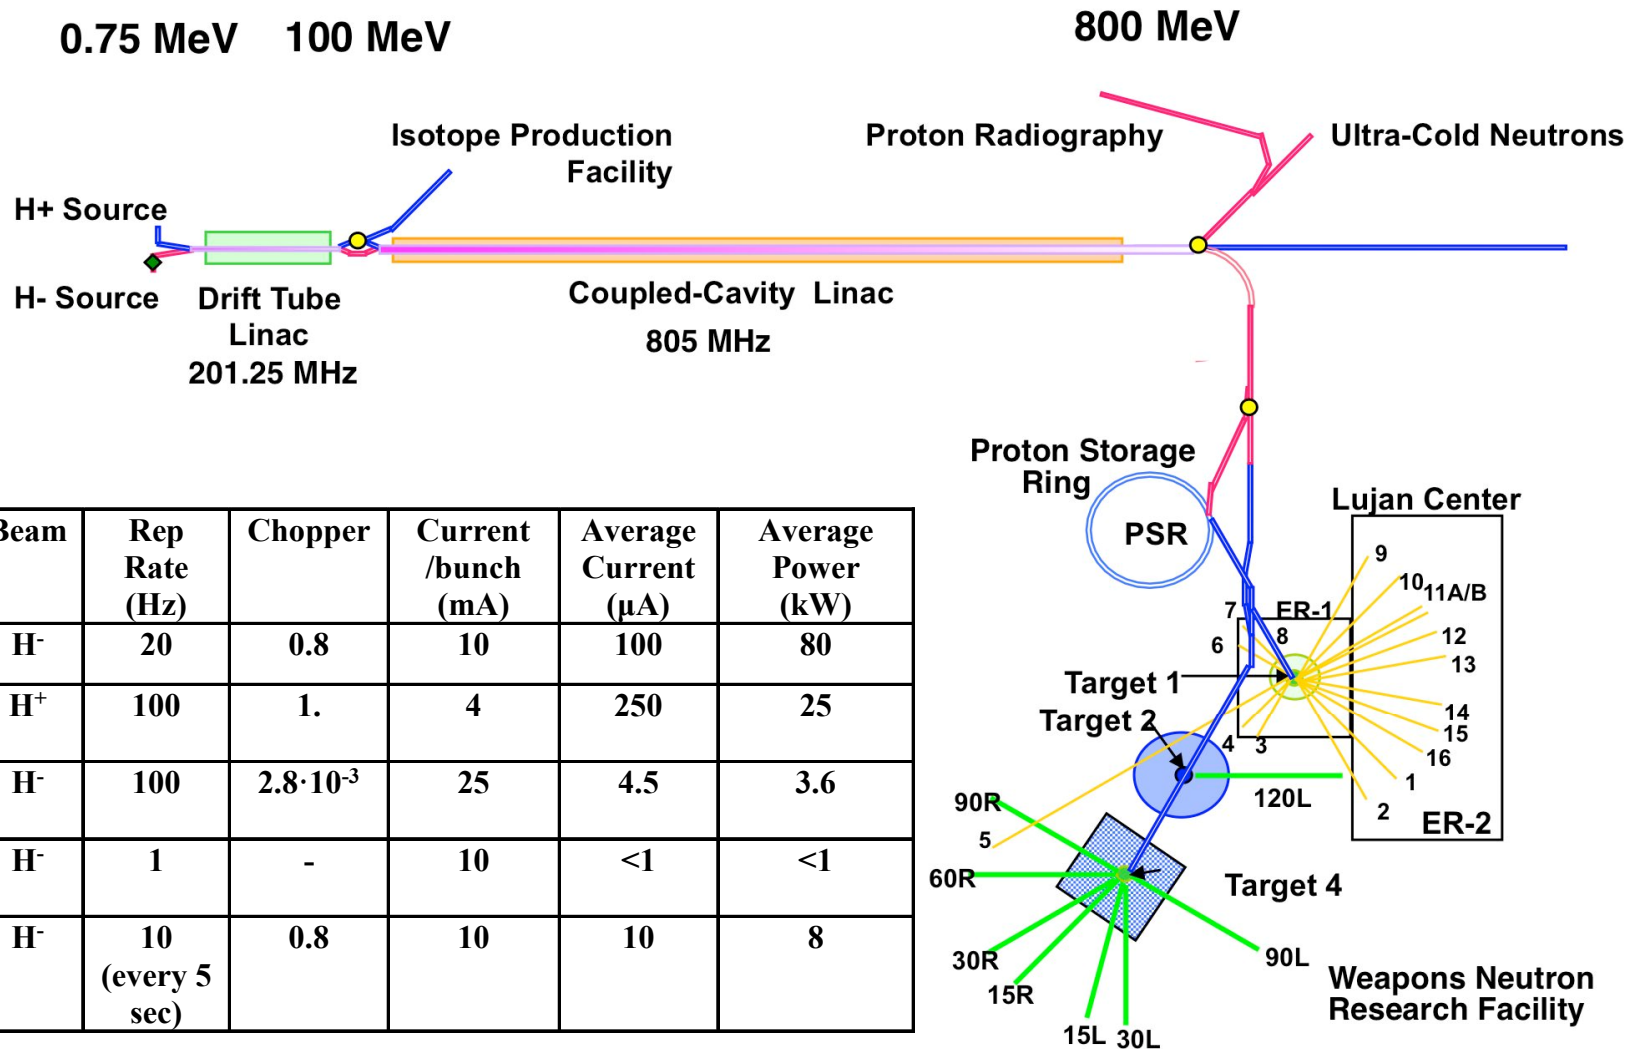 0.75 MeV 100 MeV 800 MeV
Isotope Production
Facility
Proton Radiography
Ultra-Cold Neutrons
H+ Source
H- Source
Drift Tube
Linac
201.25 MHz
Coupled-Cavity Linac
805 MHz
Proton Storage
Ring
PSR
Lujan Center
9
10
11A/B
7
ER-1
8
6
12
13
Target 1
Target 2
14
15
4
3
16
1
2
120L
ER-2
90R
5
60R
Target 4
30R
90L
15R
15L
30L
Weapons Neutron
Research Facility
Beam Rep Chopper Current Average Average
Rate /bunch Current Power
(Hz) (mA) (μA) (kW)
H⁻ 20 0.8 10 100 80
H⁺ 100 1. 4 250 25
H⁻ 100 2.8·10⁻³ 25 4.5 3.6
H⁻ 1 - 10 <1 <1
H⁻ 10 0.8 10 10 8
(every 5
sec)